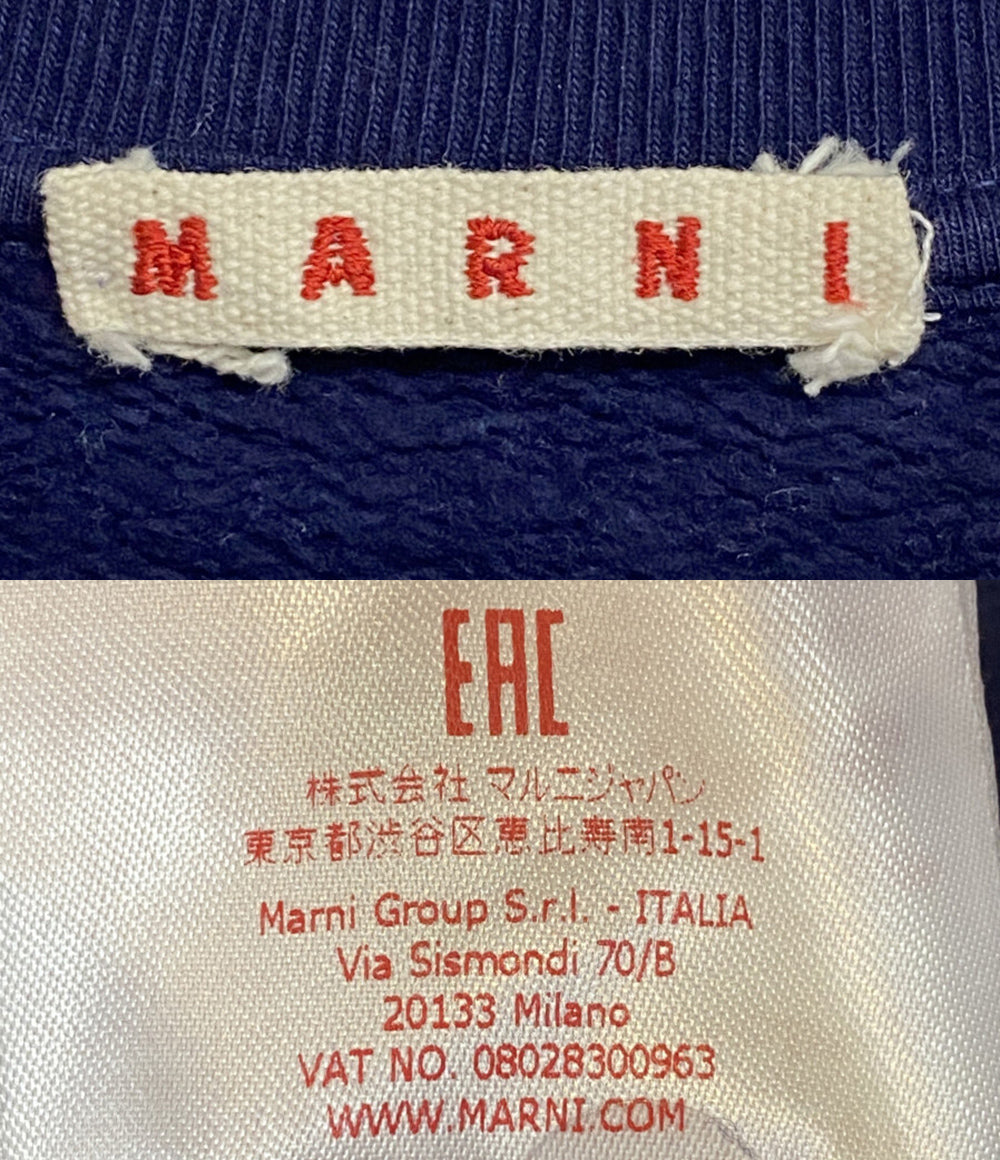 MARNI
EAC
株式会社 マルニジャパン
東京都渋谷区恵比寿南1-15-1
Marni Group S.r.l. - ITALIA
Via Sismondi 70/B
20133 Milano
VAT NO. 08028300963
WWW.MARNI.COM